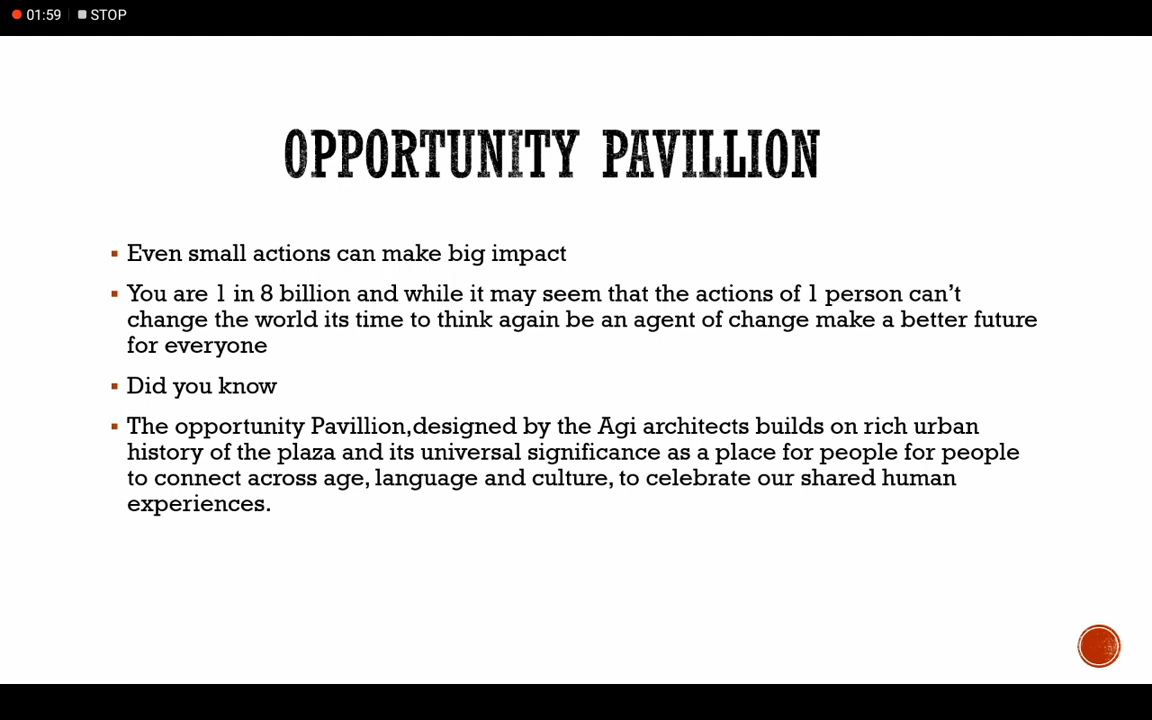 01:59 STOP
OPPORTUNITY PAVILLION
▪ Even small actions can make big impact
▪ You are 1 in 8 billion and while it may seem that the actions of 1 person can’t
change the world its time to think again be an agent of change make a better future
for everyone
▪ Did you know
▪ The opportunity Pavillion,designed by the Agi architects builds on rich urban
history of the plaza and its universal significance as a place for people for people
to connect across age, language and culture, to celebrate our shared human
experiences.